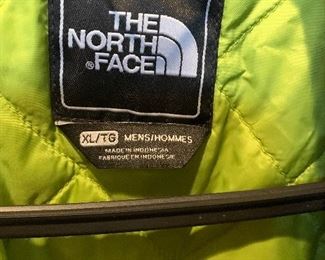 THE
NORTH
FACE
®
XL/TG MENS/HOMMES
MADE IN INDONESIA
FABRIQUE EN INDONESIE